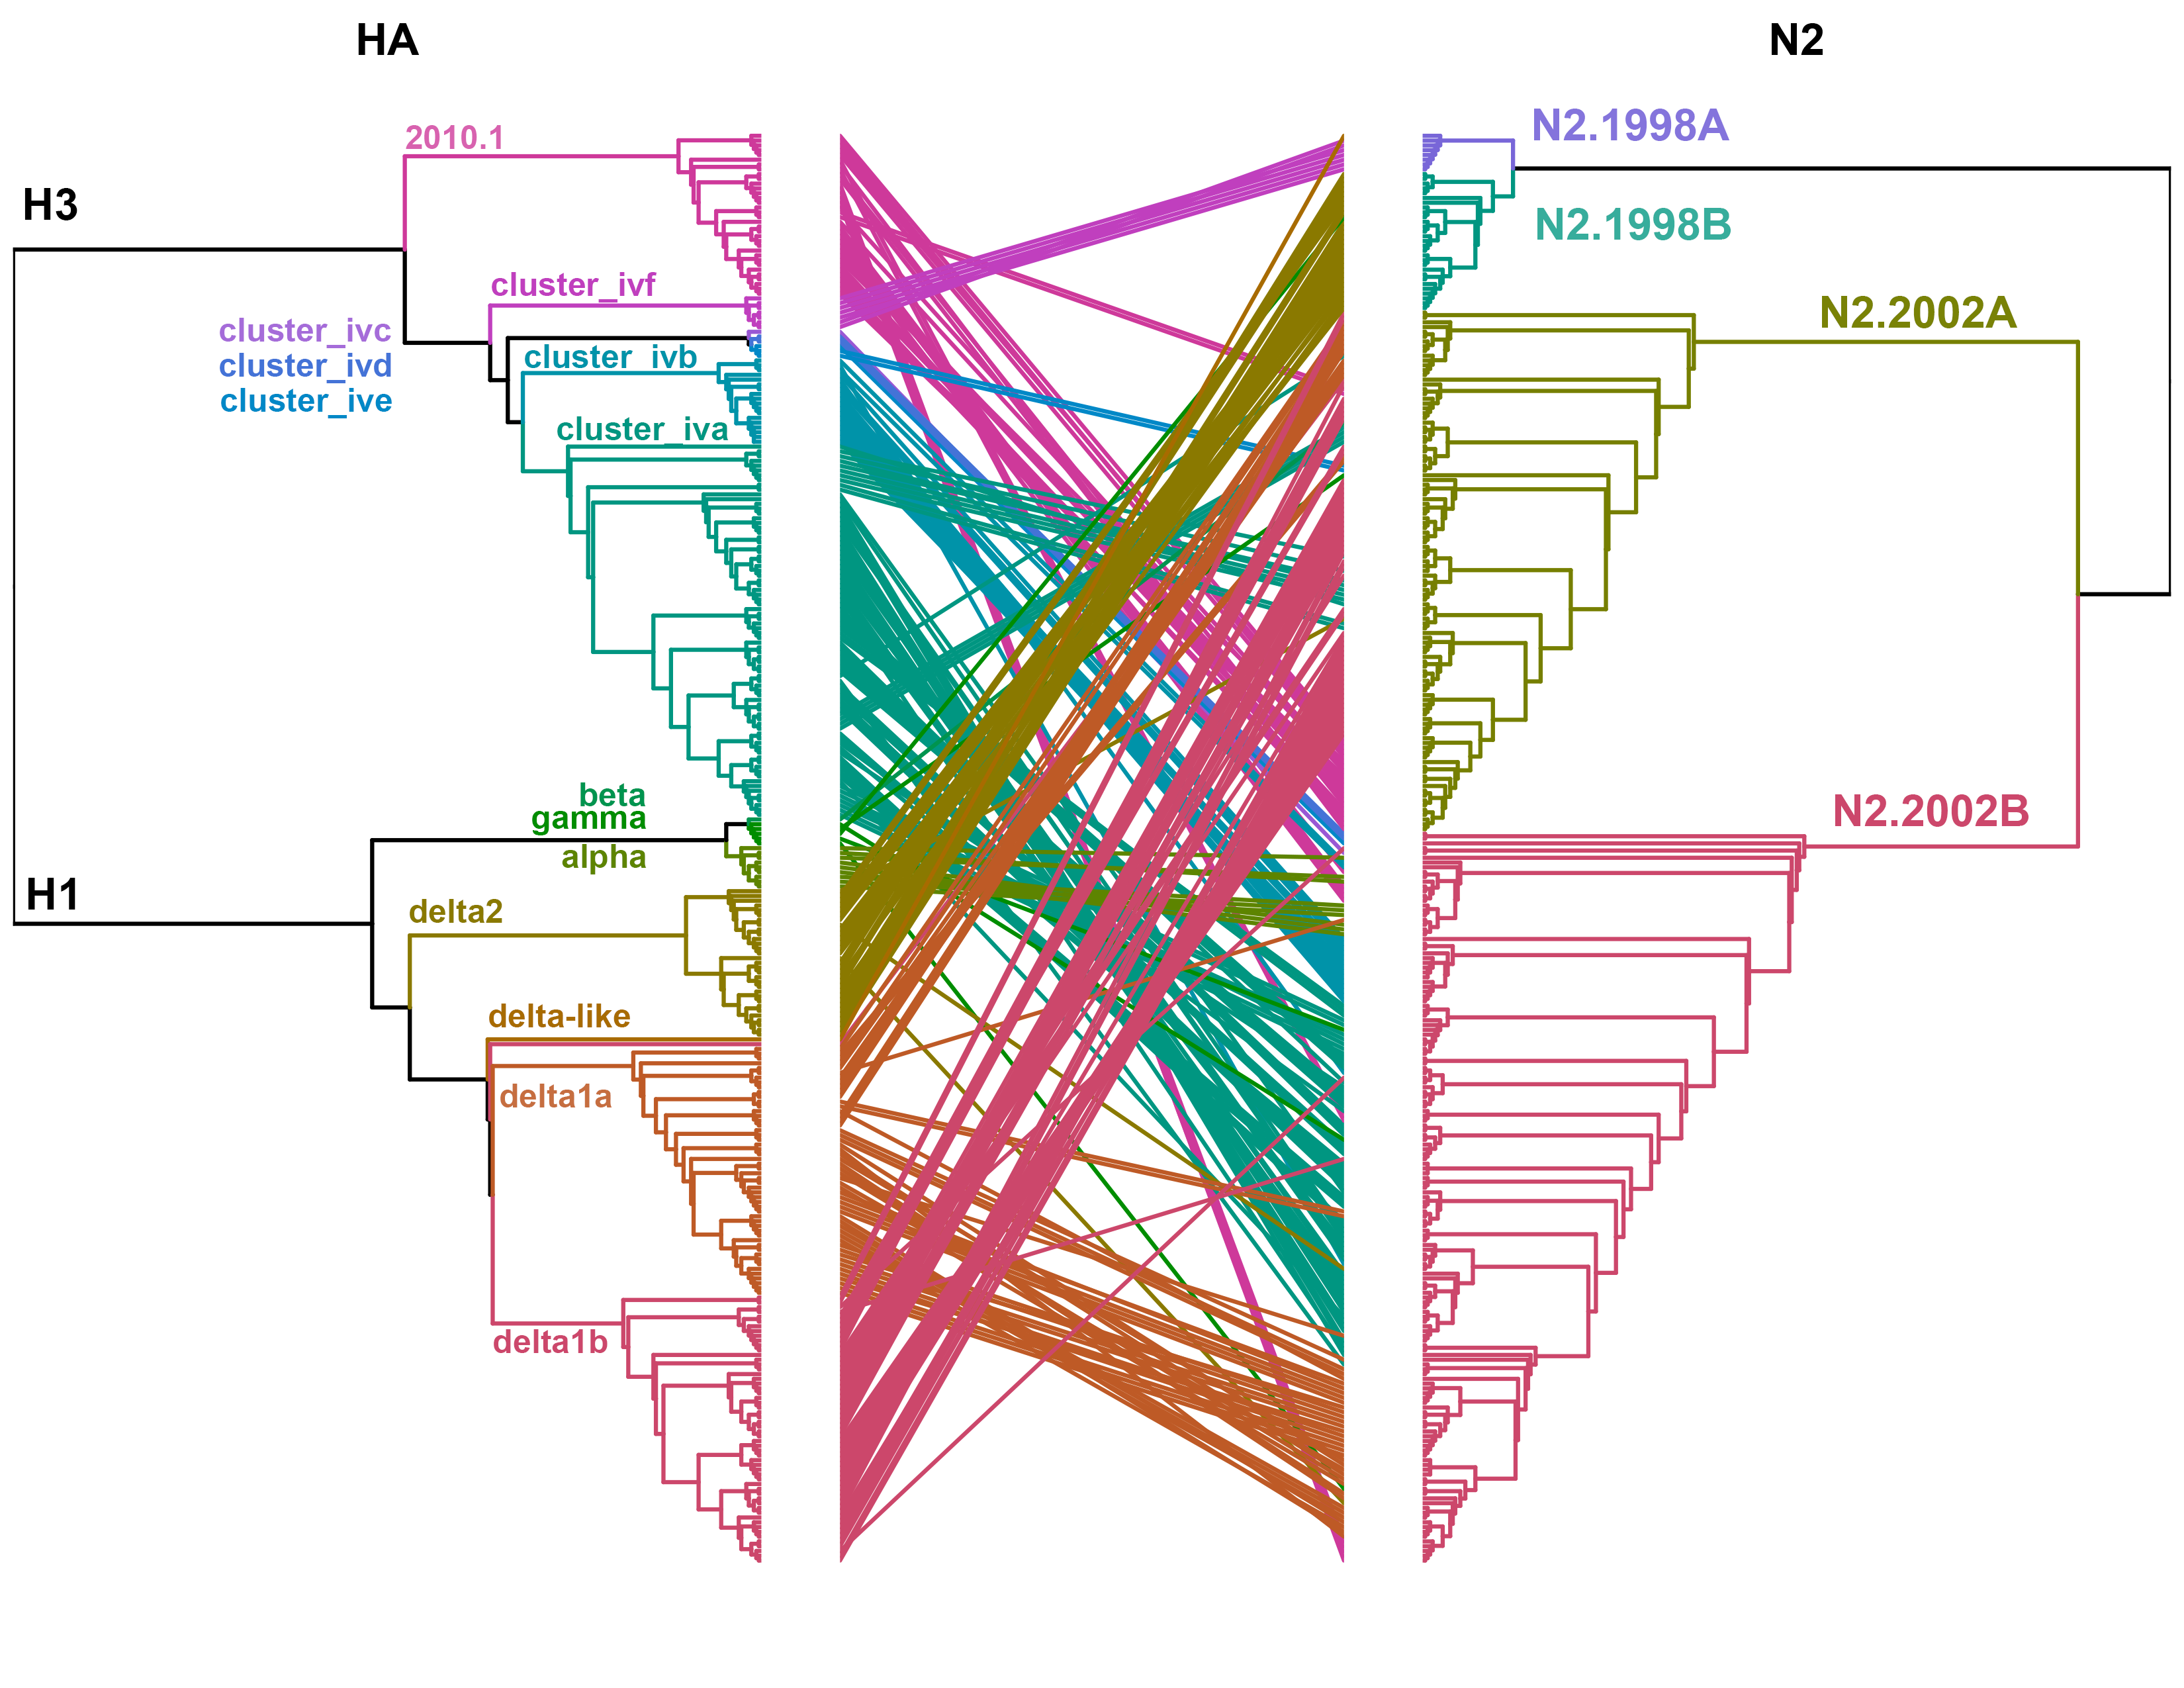 HA
N2
2010.1
H3
cluster_ivf
cluster_ivc
cluster_ivd
cluster_ive
cluster_ivb
cluster_iva
beta
gamma
alpha
H1
delta2
delta-like
delta1a
delta1b
N2.1998A
N2.1998B
N2.2002A
N2.2002B